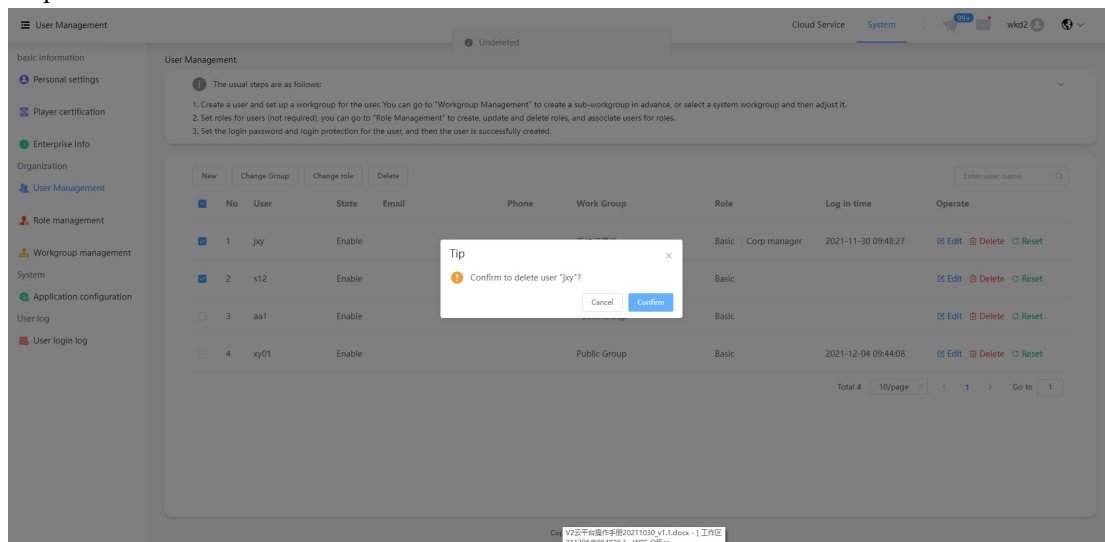 User Management
Cloud Service
System
99+
wkd2
Undeleted
basic information
Personal settings
Player certification
Enterprise Info
Organization
User Management
Role management
Workgroup management
System
Application configuration
User log
User login log
User Management
The usual steps are as follows:
1. Create a user and set up a workgroup for the user. You can go to "Workgroup Management" to create a sub-workgroup in advance, or select a system workgroup and then adjust it.
2. Set roles for users (not required), you can go to "Role Management" to create, update and delete roles, and associate users for roles.
3. Set the login password and login protection for the user, and then the user is successfully created.
New Change Group Change role Delete Enter user name
No User State Email Phone Work Group Role Log in time Operate
1 jxy Enable Basic Corp manager 2021-11-30 09:48:27 Edit Delete Reset
2 s12 Enable Basic Edit Delete Reset
3 aa1 Enable Basic Edit Delete Reset
4 xy01 Enable Public Group Basic 2021-12-04 09:44:08 Edit Delete Reset
Total 4 10/page < 1 > Go to 1
Tip
Confirm to delete user "jxy"?
Cancel Confirm
V2云平台操作手册20211030_v1.1.docx - [ 工作区